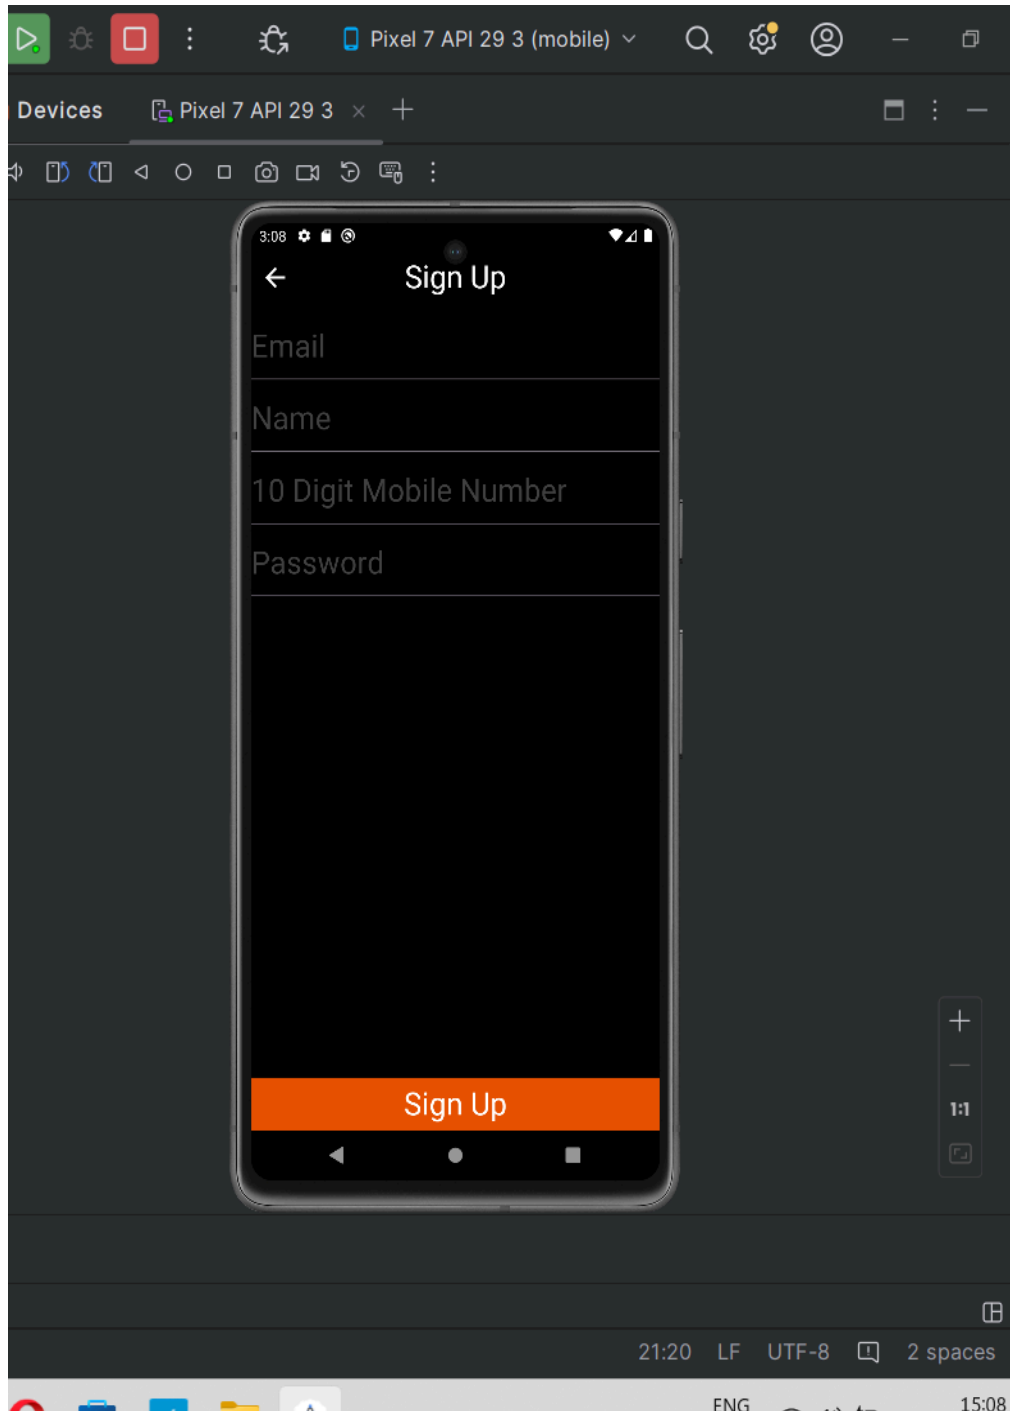 Pixel 7 API 29 3 (mobile)
Devices
Pixel 7 API 29 3
3:08
Sign Up
Email
Name
10 Digit Mobile Number
Password
Sign Up
1:1
21:20 LF UTF-8 2 spaces
ENG 15:08